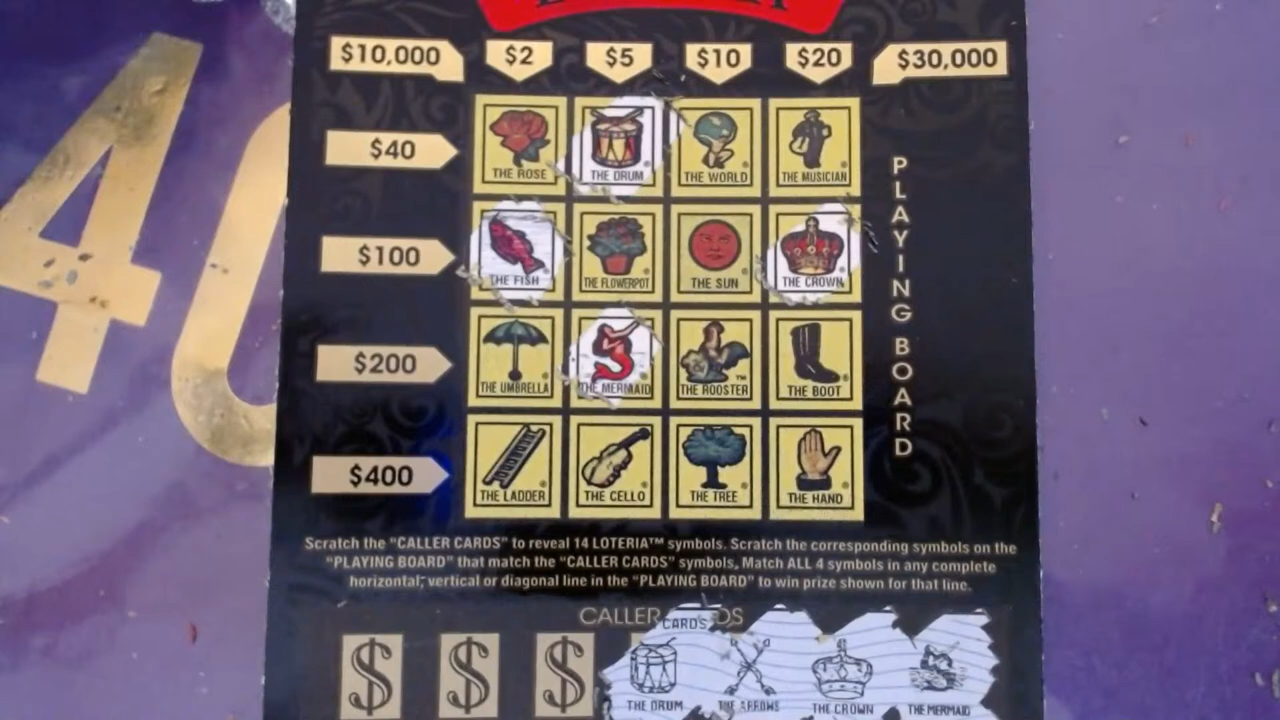 $10,000 $2 $5 $10 $20 $30,000
$40
THE ROSE THE DRUM THE WORLD THE MUSICIAN
$100
THE FISH THE FLOWERPOT THE SUN THE CROWN
$200
THE UMBRELLA THE MERMAID THE ROOSTER THE BOOT
$400
THE LADDER THE CELLO THE TREE THE HAND
PLAYING BOARD
Scratch the "CALLER CARDS" to reveal 14 LOTERIA™ symbols. Scratch the corresponding symbols on the
"PLAYING BOARD" that match the "CALLER CARDS" symbols. Match ALL 4 symbols in any complete
horizontal, vertical or diagonal line in the "PLAYING BOARD" to win prize shown for that line.
CALLER CARDS
$ $ $
THE DRUM THE ARROWS THE CROWN THE MERMAID
40